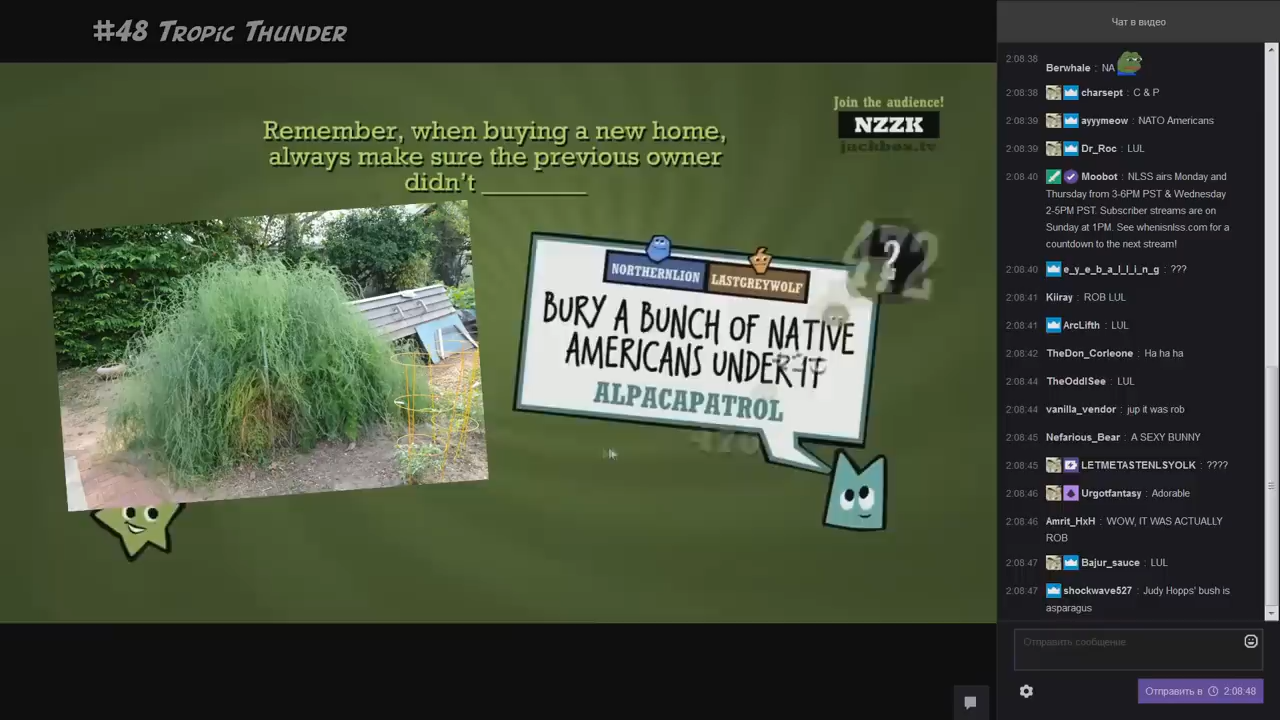 #48 Tropic Thunder
Join the audience!
NZZK
jackbox.tv
Remember, when buying a new home,
always make sure the previous owner
didn't ________
NORTHERNLION
LASTGREYWOLF
BURY A BUNCH OF NATIVE
AMERICANS UNDER IT
ALPACAPATROL
?
Чат в видео
2:08:38 Berwhale : NA
2:08:38 charsept : C & P
2:08:39 ayyymeow : NATO Americans
2:08:39 Dr_Roc : LUL
2:08:40 Moobot : NLSS airs Monday and
Thursday from 3-6PM PST & Wednesday
2-5PM PST. Subscriber streams are on
Sunday at 1PM. See whenisnlss.com for a
countdown to the next stream!
2:08:40 e_y_e_b_a_l_l_i_n_g : ???
2:08:41 Kiiray : ROB LUL
2:08:41 ArcLifth : LUL
2:08:42 TheDon_Corleone : Ha ha ha
2:08:44 TheOddISee : LUL
2:08:44 vanilla_vendor : jup it was rob
2:08:45 Nefarious_Bear : A SEXY BUNNY
2:08:45 LETMETASTENLSYOLK : ????
2:08:46 Urgotfantasy : Adorable
2:08:46 Amrit_HxH : WOW, IT WAS ACTUALLY
ROB
2:08:47 Bajur_sauce : LUL
2:08:47 shockwave527 : Judy Hopps' bush is
asparagus
Отправить сообщение
Отправить в 2:08:48